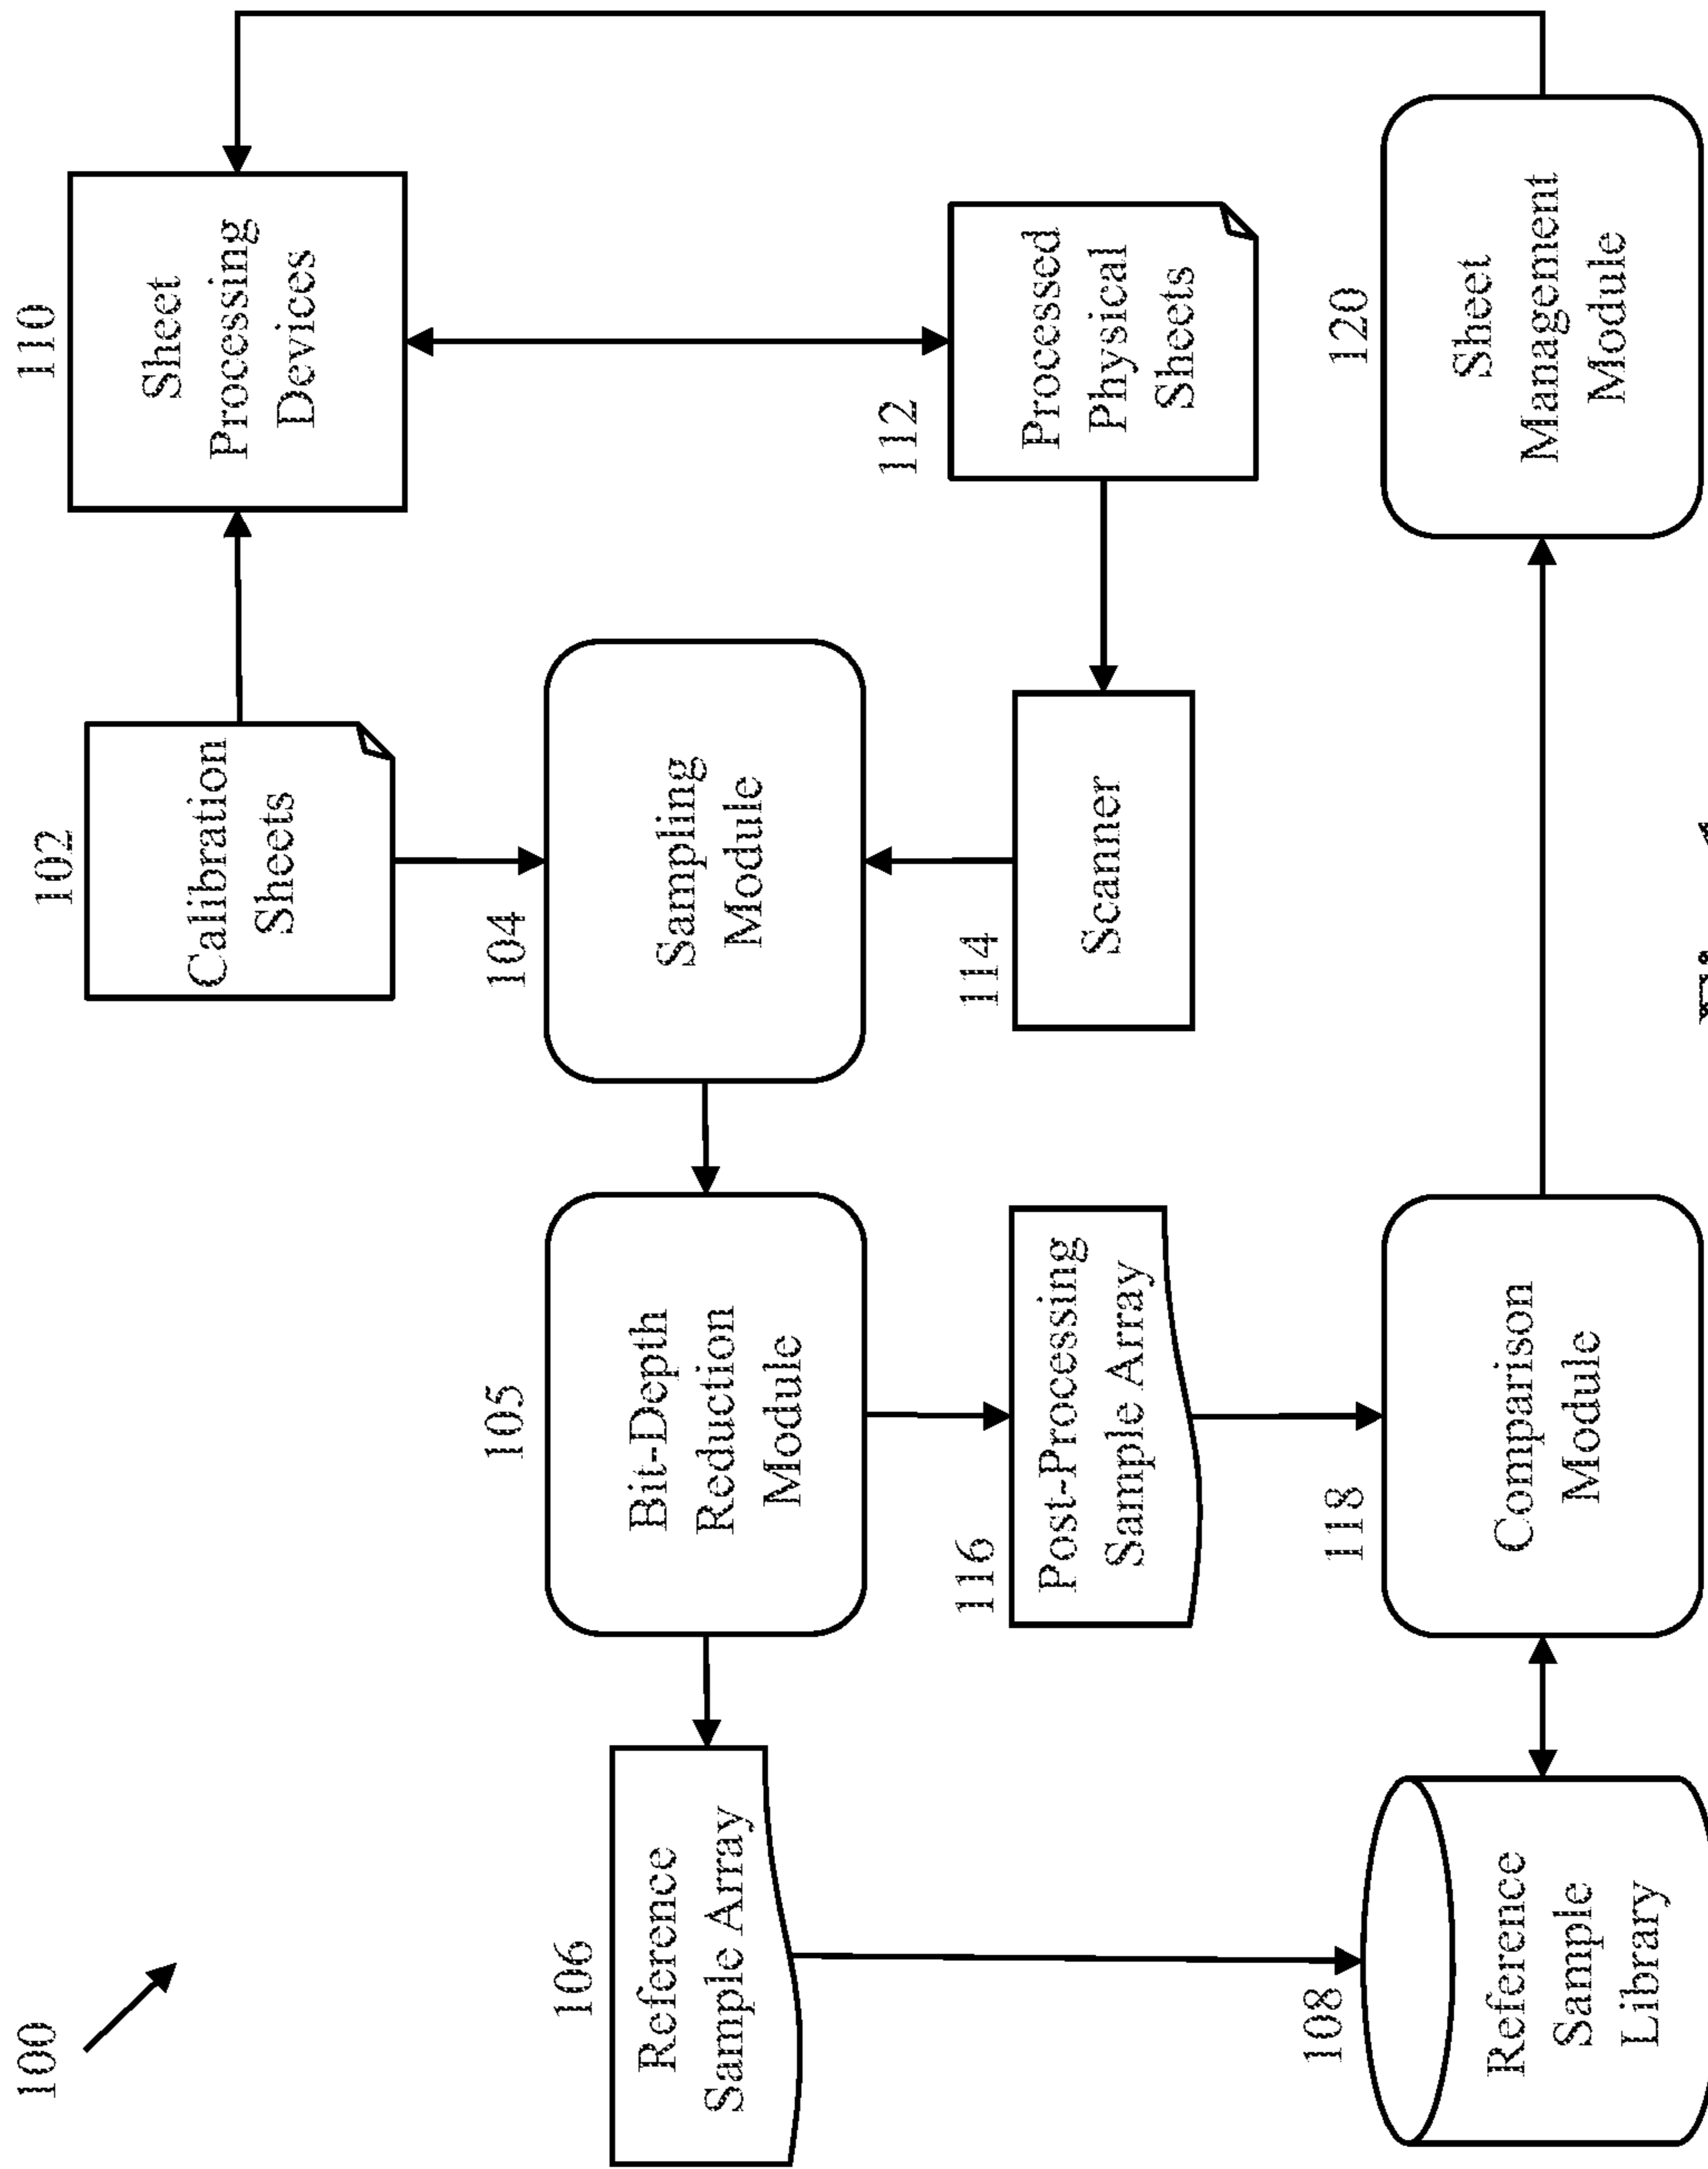 100
102
Calibration
Sheets
110
Sheet
Processing
Devices
106
Reference
Sample Array
105
Bit-Depth
Reduction
Module
104
Sampling
Module
112
Processed
Physical
Sheets
116
Post-Processing
Sample Array
114
Scanner
108
Reference
Sample
Library
118
Comparison
Module
120
Sheet
Management
Module